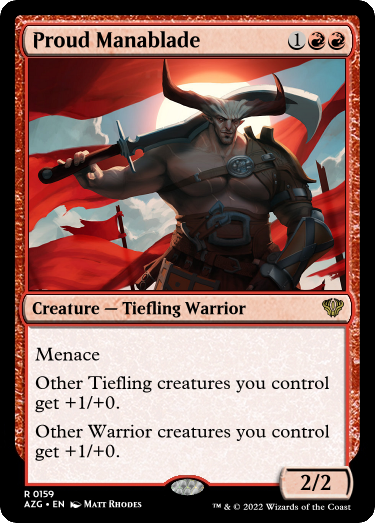 Proud Manablade 1
Creature — Tiefling Warrior
Menace
Other Tiefling creatures you control
get +1/+0.
Other Warrior creatures you control
get +1/+0.
2/2
R 0159
AZG • EN Matt Rhodes
™ & © 2022 Wizards of the Coast